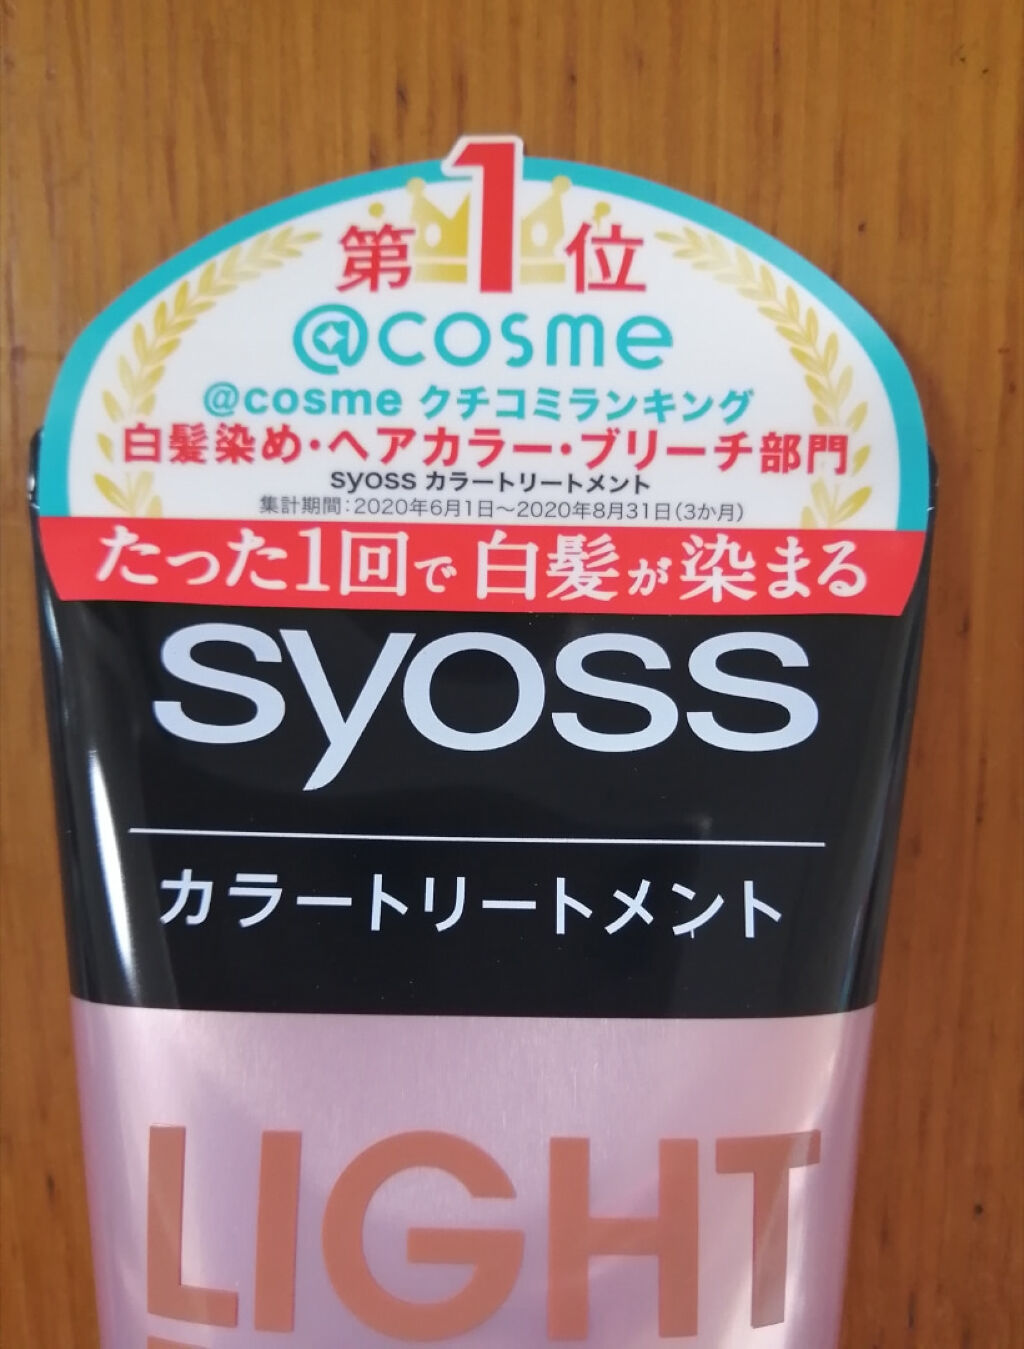 第1位
@cosme
@cosme クチコミランキング
白髪染め・ヘアカラー・ブリーチ部門
syoss カラートリートメント
集計期間：2020年6月1日～2020年8月31日(3か月)
たった1回で白髪が染まる
syoss
カラートリートメント
LIGHT